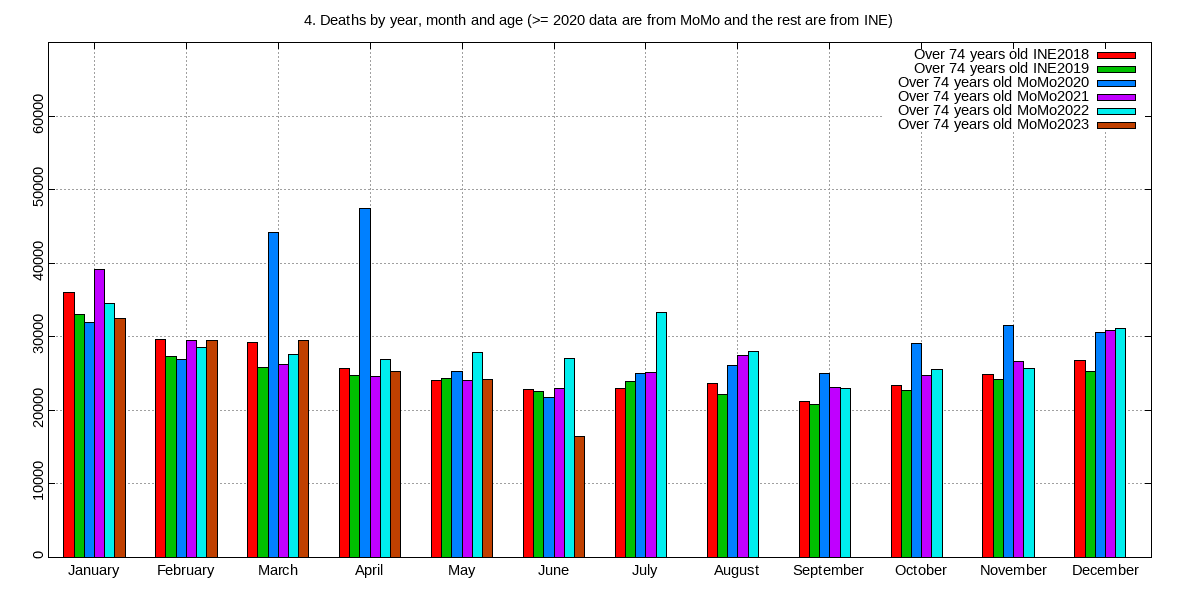 4. Deaths by year, month and age (>= 2020 data are from MoMo and the rest are from INE)
Over 74 years old INE2018
Over 74 years old INE2019
Over 74 years old MoMo2020
Over 74 years old MoMo2021
Over 74 years old MoMo2022
Over 74 years old MoMo2023
60000
50000
40000
30000
20000
10000
0
January February March April May June July August September October November December